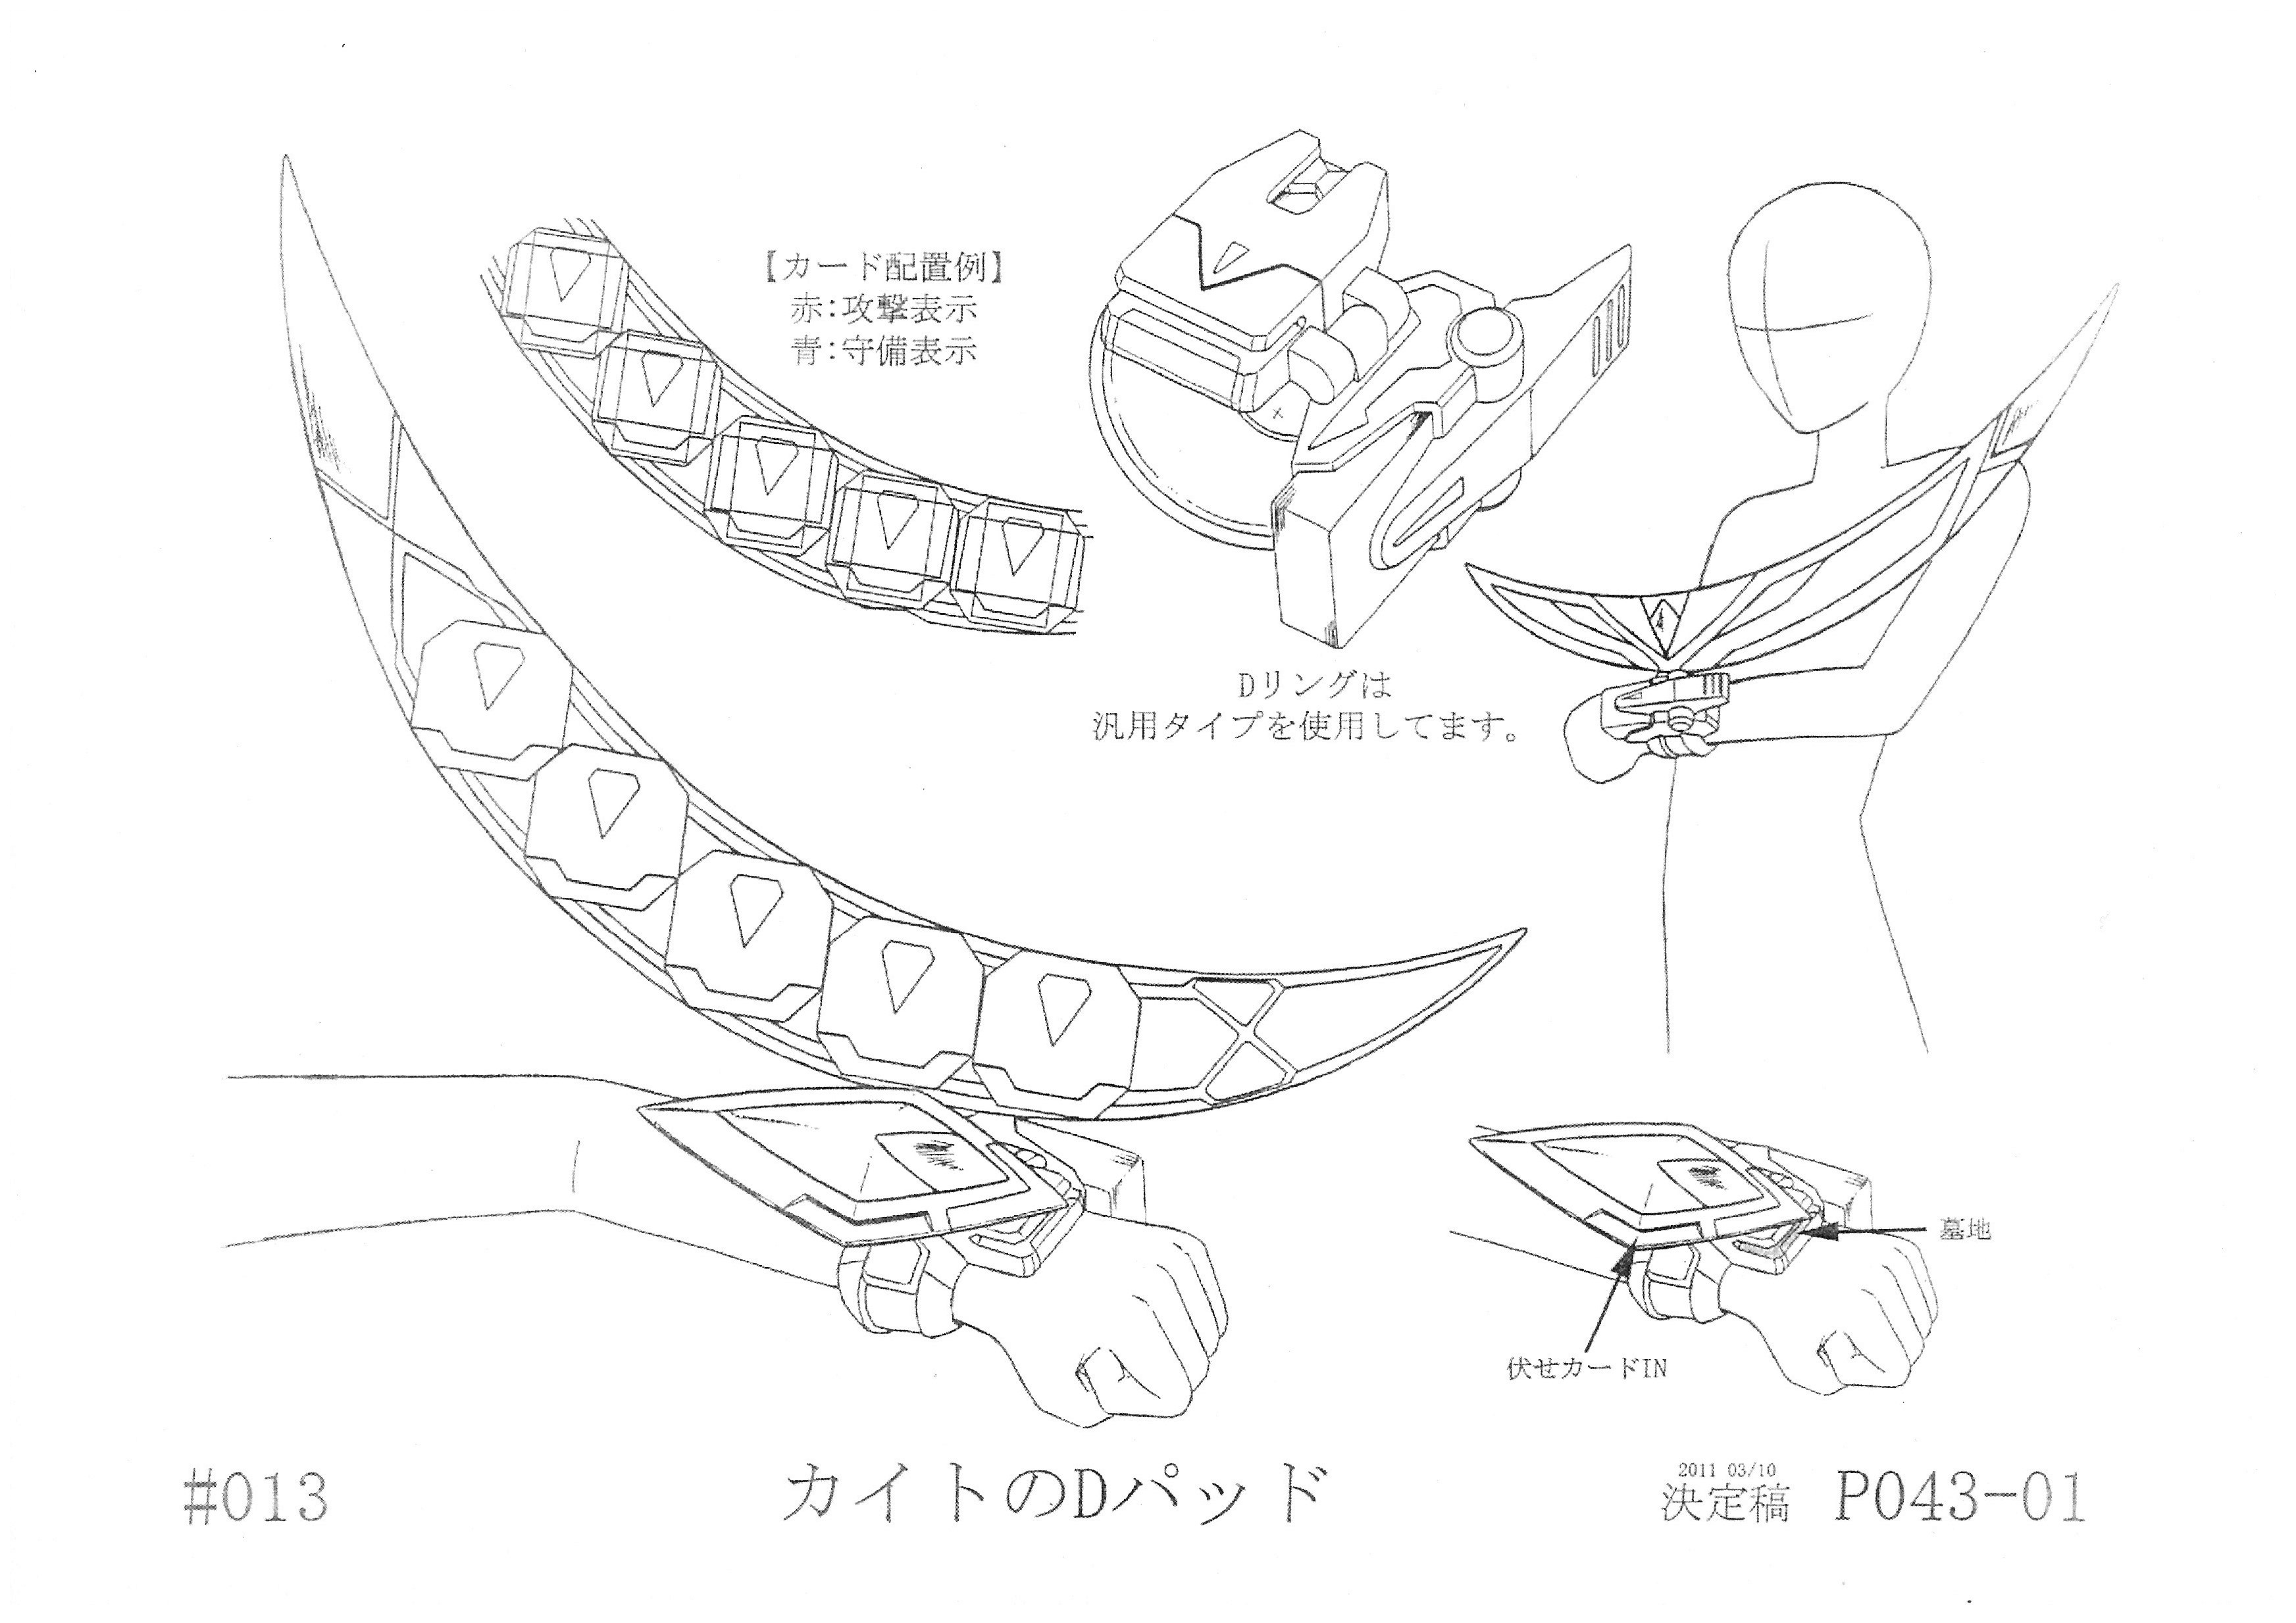 【カード配置例】
赤:攻撃表示
青:守備表示
Dリングは
汎用タイプを使用してます。
墓地
伏せカードIN
#013
カイトのDパッド
2011 03/10
決定稿
P043-01